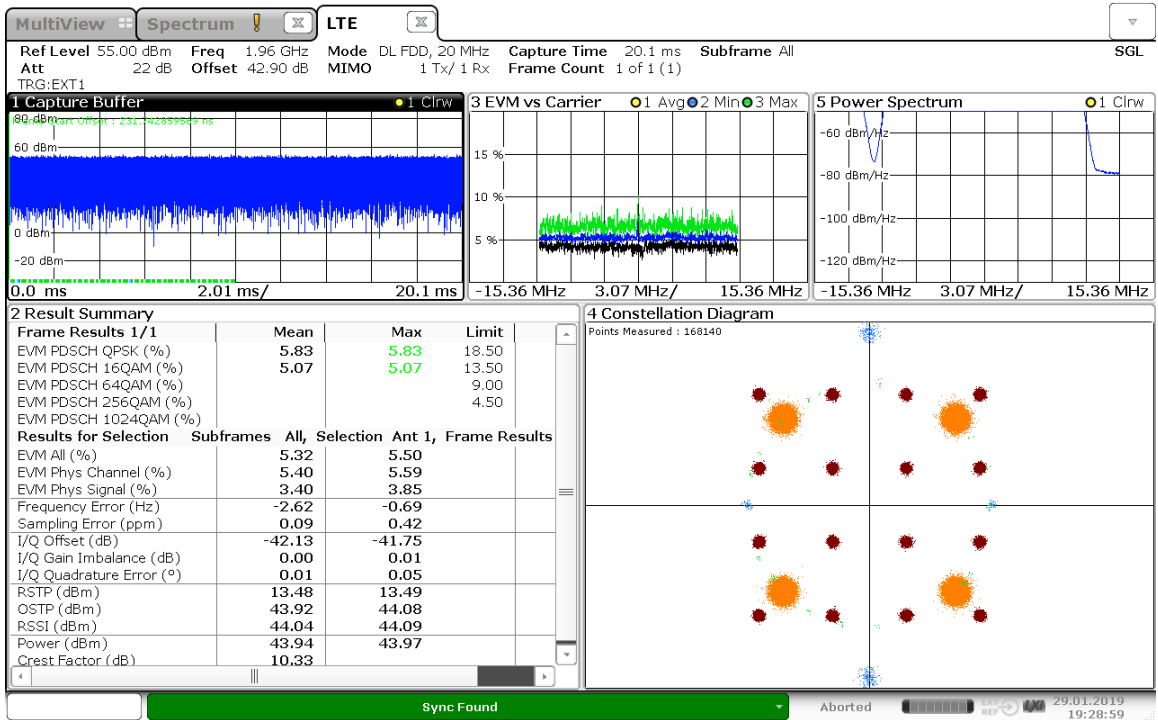 MultiView Spectrum ! LTE
Ref Level 55.00 dBm Freq 1.96 GHz Mode DL FDD, 20 MHz Capture Time 20.1 ms Subframe All SGL
Att 22 dB Offset 42.90 dB MIMO 1 Tx/ 1 Rx Frame Count 1 of 1 (1)
TRG:EXT1
1 Capture Buffer 1 Clrw
80 dBm
60 dBm
0 dBm
-20 dBm
0.0 ms 2.01 ms/ 20.1 ms
3 EVM vs Carrier 1 Avg 2 Min 3 Max
15 %
10 %
5 %
-15.36 MHz 3.07 MHz/ 15.36 MHz
5 Power Spectrum 1 Clrw
-60 dBm/Hz
-80 dBm/Hz
-100 dBm/Hz
-120 dBm/Hz
-15.36 MHz 3.07 MHz/ 15.36 MHz
2 Result Summary
Frame Results 1/1 Mean Max Limit
EVM PDSCH QPSK (%) 5.83 5.83 18.50
EVM PDSCH 16QAM (%) 5.07 5.07 13.50
EVM PDSCH 64QAM (%) 9.00
EVM PDSCH 256QAM (%) 4.50
EVM PDSCH 1024QAM (%)
Results for Selection Subframes All, Selection Ant 1, Frame Results
EVM All (%) 5.32 5.50
EVM Phys Channel (%) 5.40 5.59
EVM Phys Signal (%) 3.40 3.85
Frequency Error (Hz) -2.62 -0.69
Sampling Error (ppm) 0.09 0.42
I/Q Offset (dB) -42.13 -41.75
I/Q Gain Imbalance (dB) 0.00 0.01
I/Q Quadrature Error (º) 0.01 0.05
RSTP (dBm) 13.48 13.49
OSTP (dBm) 43.92 44.08
RSSI (dBm) 44.04 44.09
Power (dBm) 43.94 43.97
Crest Factor (dB) 10.33
4 Constellation Diagram
Points Measured : 168140
Sync Found
Aborted
EXT
REF
29.01.2019
19:28:59